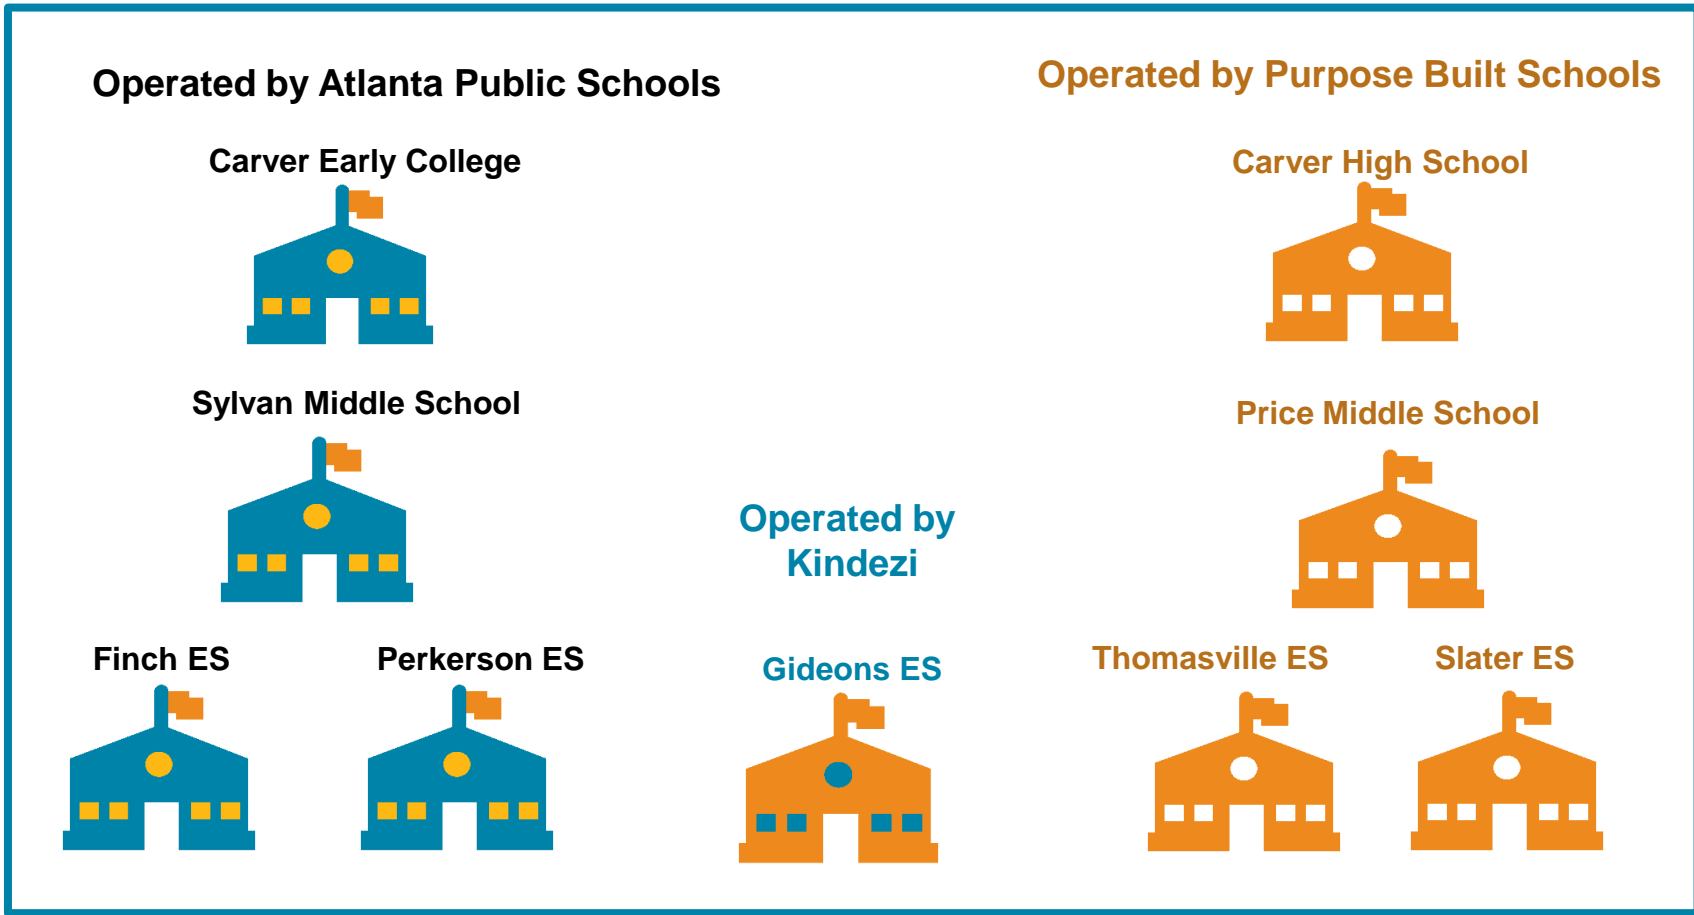 Operated by Atlanta Public Schools
Carver Early College
Sylvan Middle School
Finch ES
Perkerson ES
Operated by
Kindezi
Gideons ES
Operated by Purpose Built Schools
Carver High School
Price Middle School
Thomasville ES
Slater ES